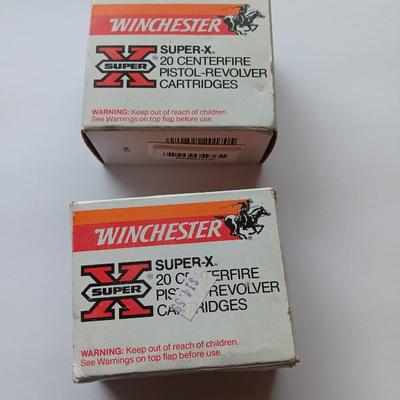 WINCHESTER
SUPER-X®
20 CENTERFIRE
PISTOL-REVOLVER
CARTRIDGES
X® SUPER
WARNING: Keep out of reach of children.
See Warnings on top flap before use.
WINCHESTER
SUPER-X®
20 CENTERFIRE
PISTOL-REVOLVER
CARTRIDGES
X® SUPER
WARNING: Keep out of reach of children.
See Warnings on top flap before use.